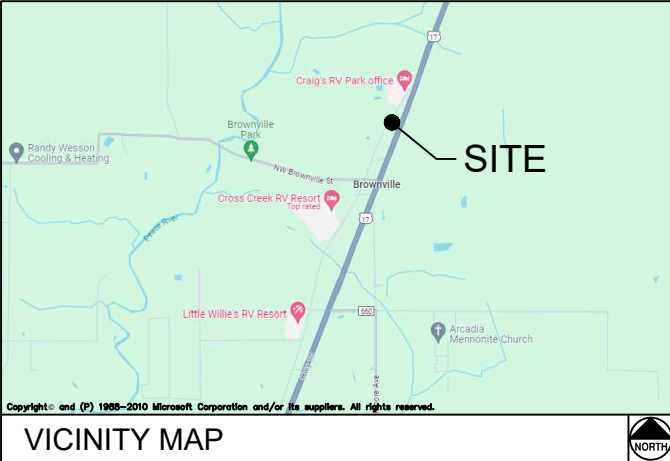 17
Craig's RV Park office
Brownville
Park
Randy Wesson
Cooling & Heating
SITE
NW Brownville St
Brownville
Cross Creek RV Resort
Top rated
17
Peace River
Little Willie's RV Resort
660
Arcadia
Mennonite Church
Copyright© and (P) 1988–2010 Microsoft Corporation and/or its suppliers. All rights reserved.
VICINITY MAP
NORTH